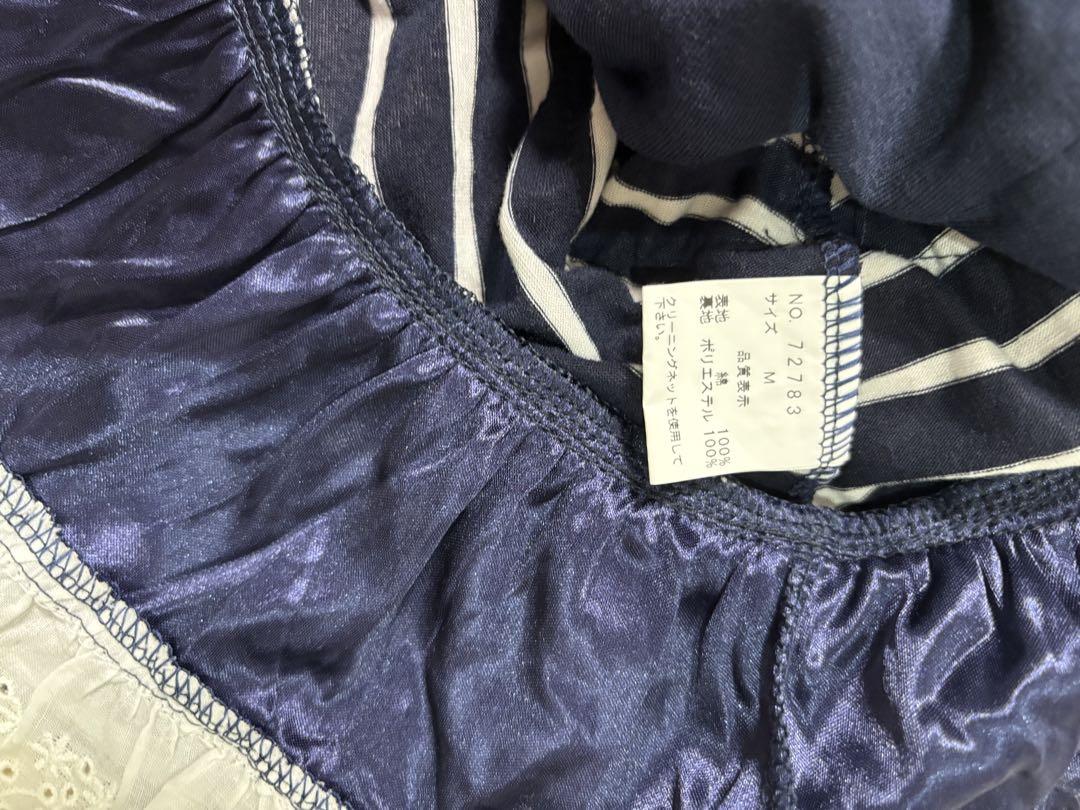 NO. 72783
サイズ M
品質表示
表地 綿 100%
裏地 ポリエステル 100%
クリーニングネットを使用して
下さい。